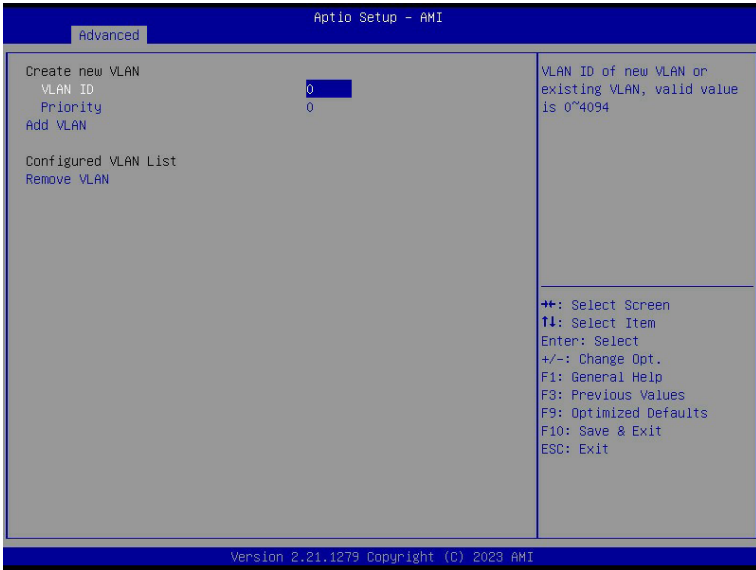 Aptio Setup – AMI
Advanced
Create new VLAN
VLAN ID 0
Priority 0
Add VLAN
Configured VLAN List
Remove VLAN
VLAN ID of new VLAN or
existing VLAN, valid value
is 0~4094
→←: Select Screen
↑↓: Select Item
Enter: Select
+/-: Change Opt.
F1: General Help
F3: Previous Values
F9: Optimized Defaults
F10: Save & Exit
ESC: Exit
Version 2.21.1279 Copyright (C) 2023 AMI